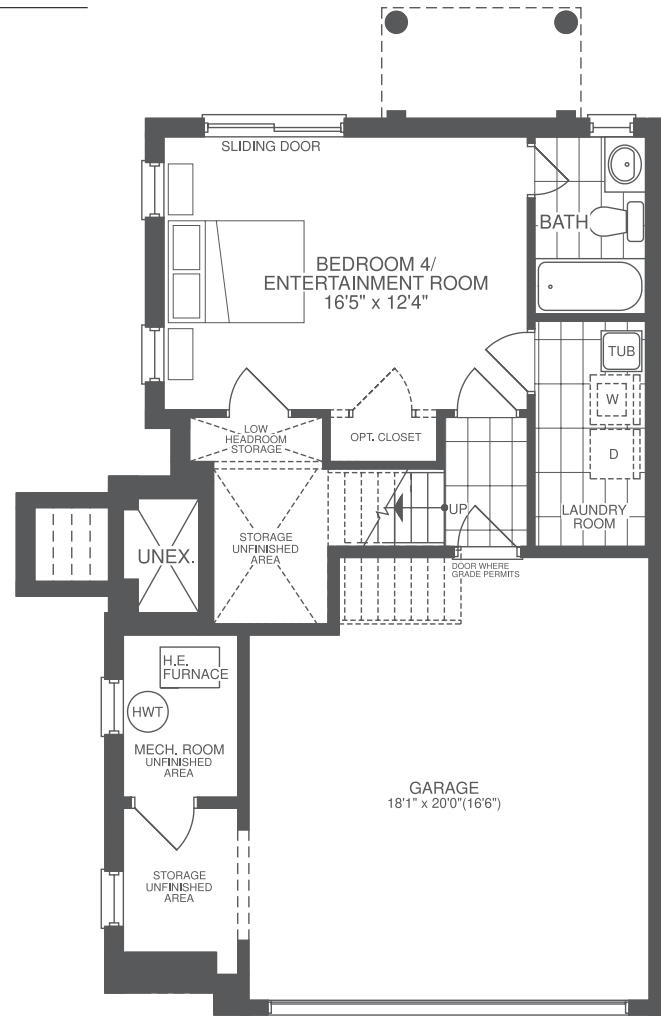 SLIDING DOOR
BATH
BEDROOM 4/
ENTERTAINMENT ROOM
16'5" x 12'4"
TUB
W
D
LAUNDRY
ROOM
LOW
HEADROOM
STORAGE
OPT. CLOSET
UP
UNEX.
STORAGE
UNFINISHED
AREA
DOOR WHERE
GRADE PERMITS
H.E.
FURNACE
HWT
MECH. ROOM
UNFINISHED
AREA
GARAGE
18'1" x 20'0"(16'6")
STORAGE
UNFINISHED
AREA